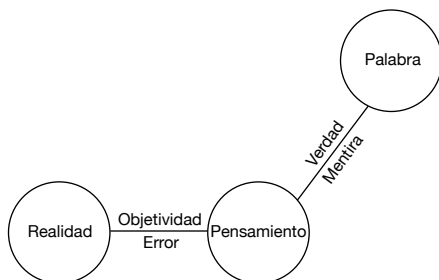 Palabra
Verdad
Mentira
Objetividad
Realidad
Pensamiento
Error